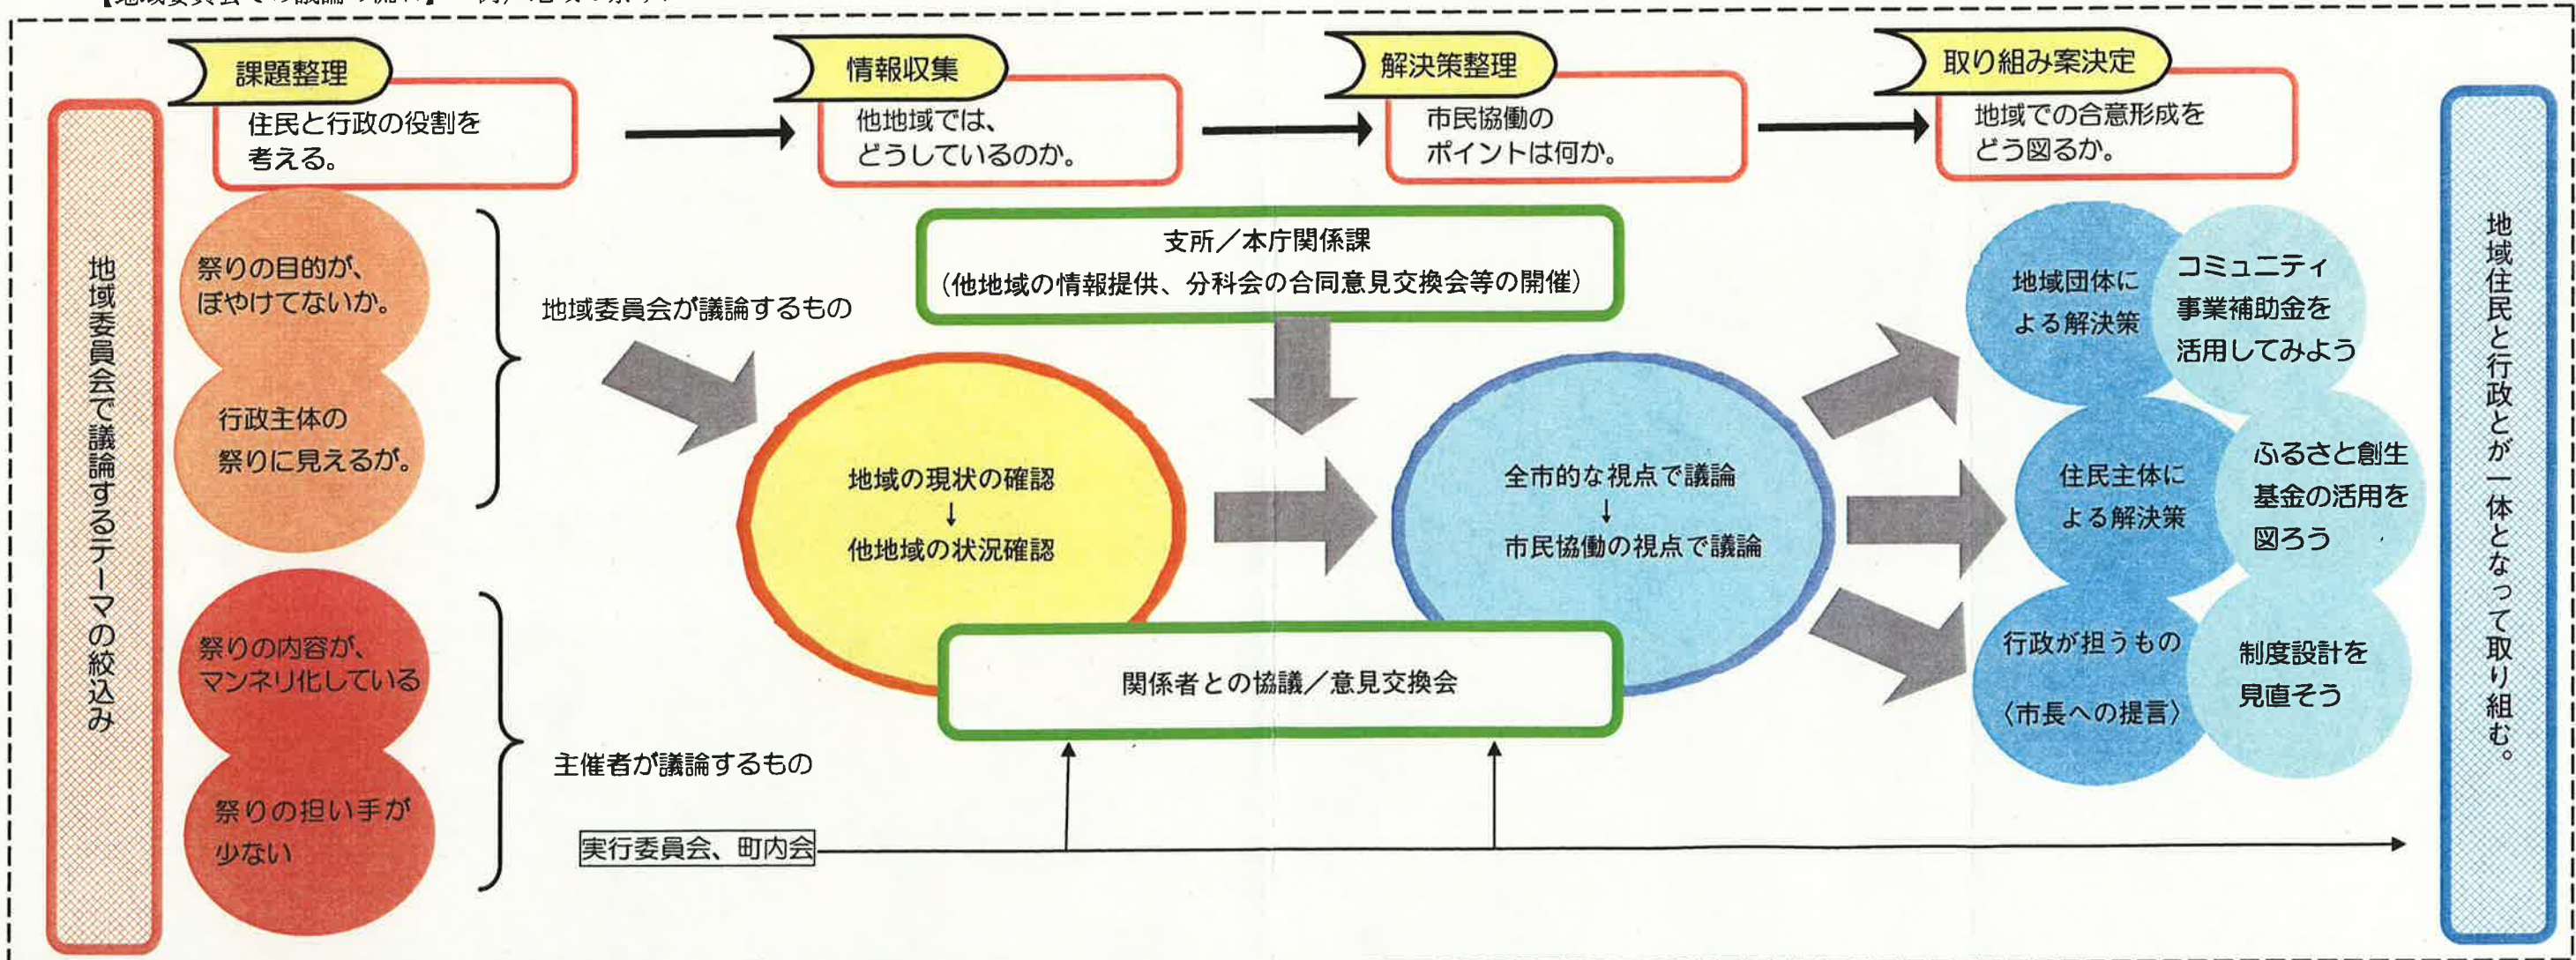 課題整理
住民と行政の役割を
考える。
情報収集
他地域では、
どうしているのか。
解決策整理
市民協働の
ポイントは何か。
取り組み案決定
地域での合意形成を
どう図るか。
地域委員会で議論するテーマの絞込み
祭りの目的が、
ぼやけてないか。
行政主体の
祭りに見えるが。
地域委員会が議論するもの
祭りの内容が、
マンネリ化している
祭りの担い手が
少ない
主催者が議論するもの
実行委員会、町内会
支所／本庁関係課
（他地域の情報提供、分科会の合同意見交換会等の開催）
地域の現状の確認
↓
他地域の状況確認
全市的な視点で議論
↓
市民協働の視点で議論
関係者との協議／意見交換会
地域団体に
よる解決策
コミュニティ
事業補助金を
活用してみよう
住民主体に
よる解決策
ふるさと創生
基金の活用を
図ろう
行政が担うもの
〈市長への提言〉
制度設計を
見直そう
地域住民と行政とが一体となって取り組む。